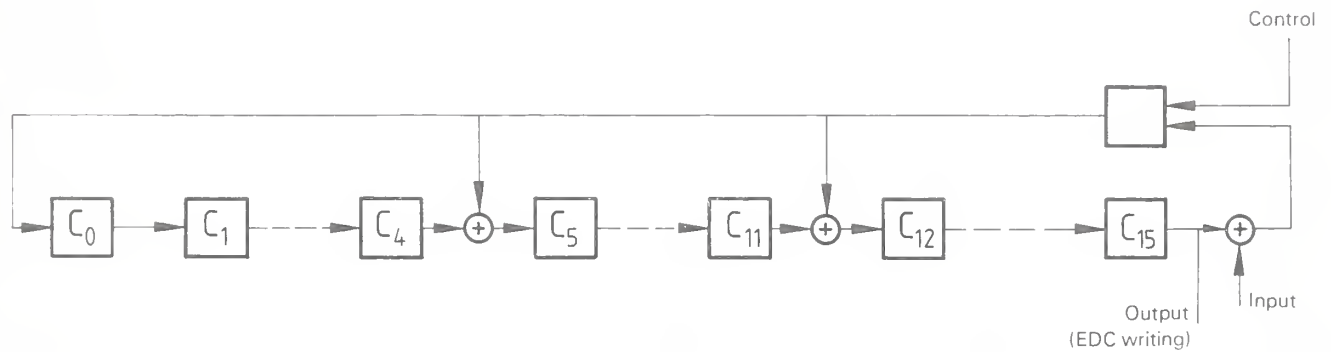 Control
C0 C1 C4 + C5 C11 + C12 C15 +
Input
Output
(EDC writing)